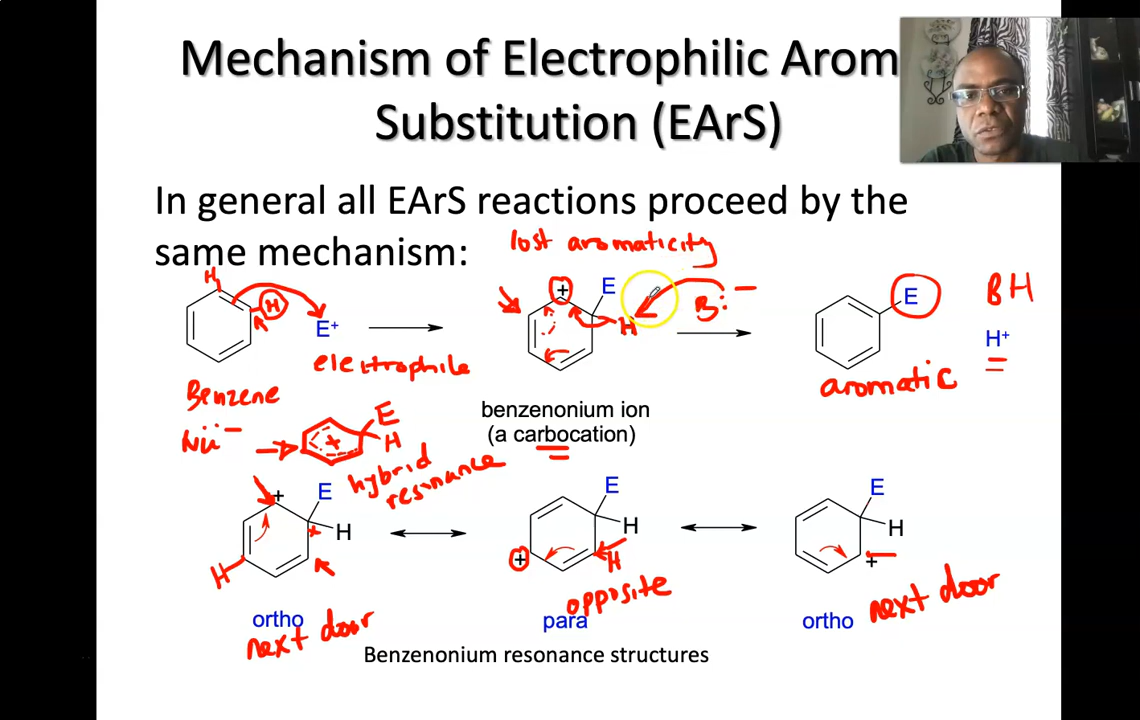 Mechanism of Electrophilic Arom
Substitution (EArS)
In general all EArS reactions proceed by the
same mechanism:
lost aromaticity
H
H
E+
electrophile
Benzene
Nü−
+
E
H
B:−
E
BH
H+
aromatic
benzenonium ion
(a carbocation)
+
E
H
hybrid
resonance
+
E
H
+
H
ortho
next door
E
H
+
H
opposite
para
E
H
+
ortho
next door
Benzenonium resonance structures